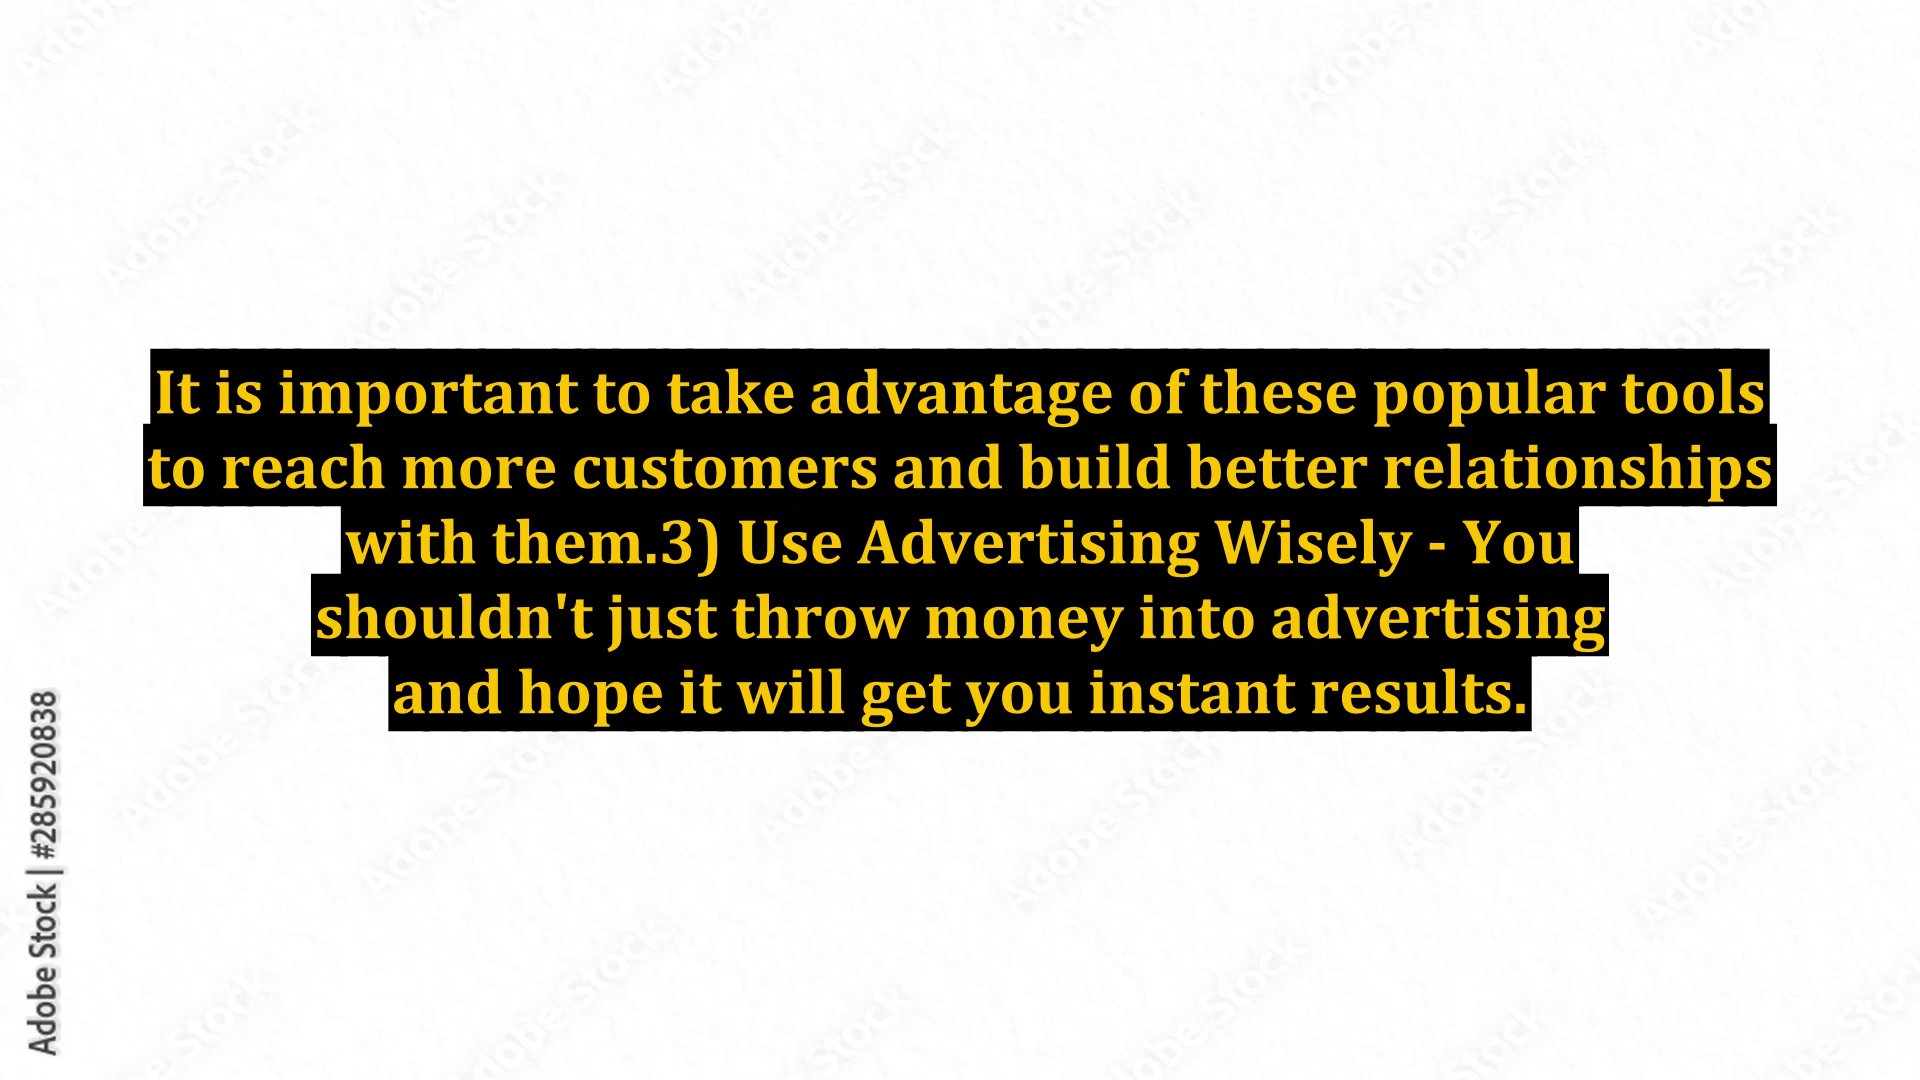 It is important to take advantage of these popular tools
to reach more customers and build better relationships
with them.3) Use Advertising Wisely - You
shouldn't just throw money into advertising
and hope it will get you instant results.
Adobe Stock | #285920838
Adobe Stock